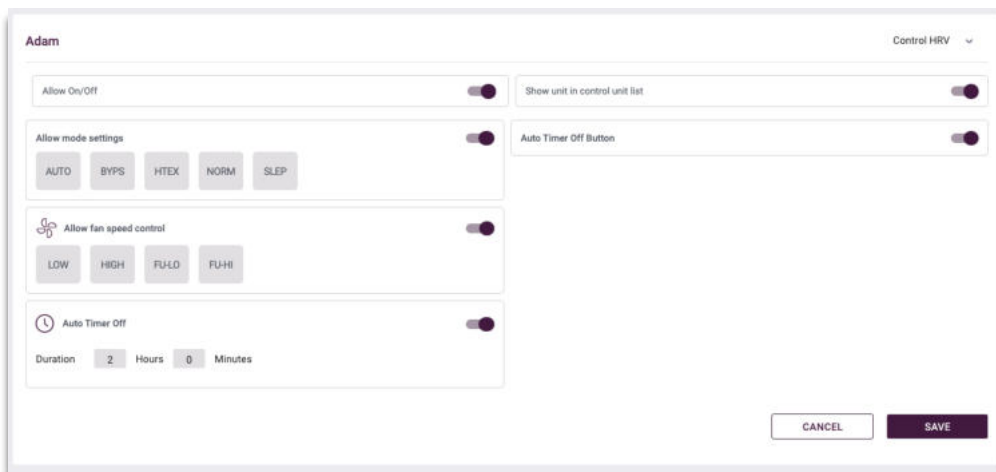 Adam
Control HRV
Allow On/Off
Show unit in control unit list
Allow mode settings
Auto Timer Off Button
AUTO BYPS HTEX NORM SLEP
Allow fan speed control
LOW HIGH FU-LO FU-HI
Auto Timer Off
Duration 2 Hours 0 Minutes
CANCEL SAVE